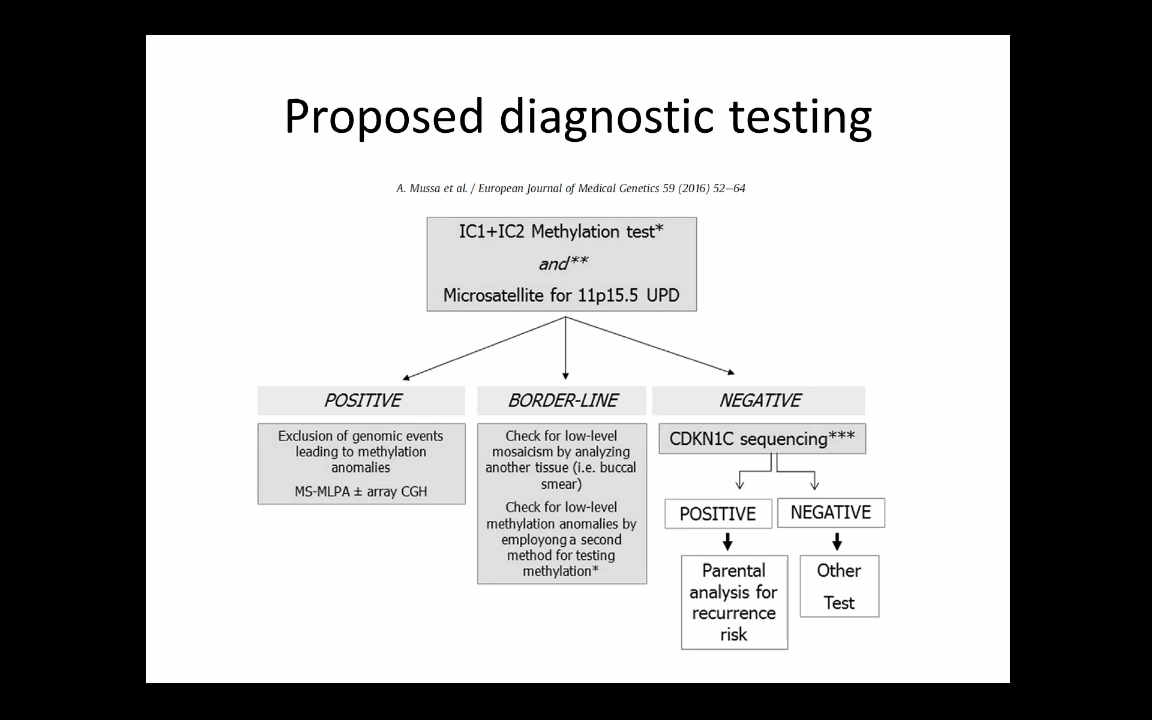 Proposed diagnostic testing
A. Mussa et al. / European Journal of Medical Genetics 59 (2016) 52–64
IC1+IC2 Methylation test*
and**
Microsatellite for 11p15.5 UPD
POSITIVE
Exclusion of genomic events
leading to methylation
anomalies
MS-MLPA ± array CGH
BORDER-LINE
Check for low-level
mosaicism by analyzing
another tissue (i.e. buccal
smear)
Check for low-level
methylation anomalies by
employong a second
method for testing
methylation*
NEGATIVE
CDKN1C sequencing***
POSITIVE
Parental
analysis for
recurrence
risk
NEGATIVE
Other
Test